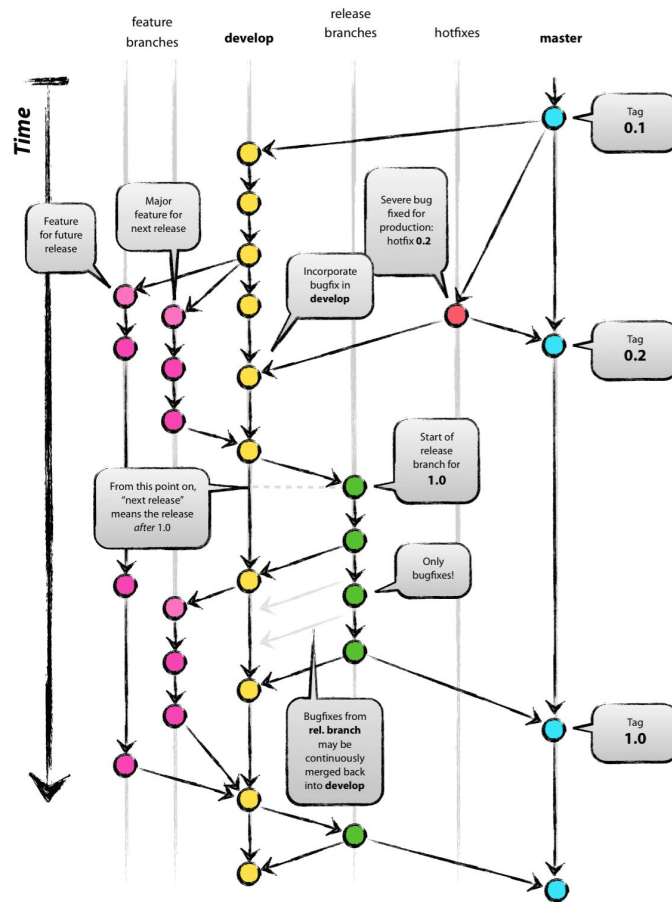 feature
branches
develop
release
branches
hotfixes
master
Time
Tag
0.1
Major
feature for
next release
Feature
for future
release
Severe bug
fixed for
production:
hotfix 0.2
Incorporate
bugfix in
develop
Tag
0.2
Start of
release
branch for
1.0
From this point on,
“next release”
means the release
after 1.0
Only
bugfixes!
Bugfixes from
rel. branch
may be
continuously
merged back
into develop
Tag
1.0